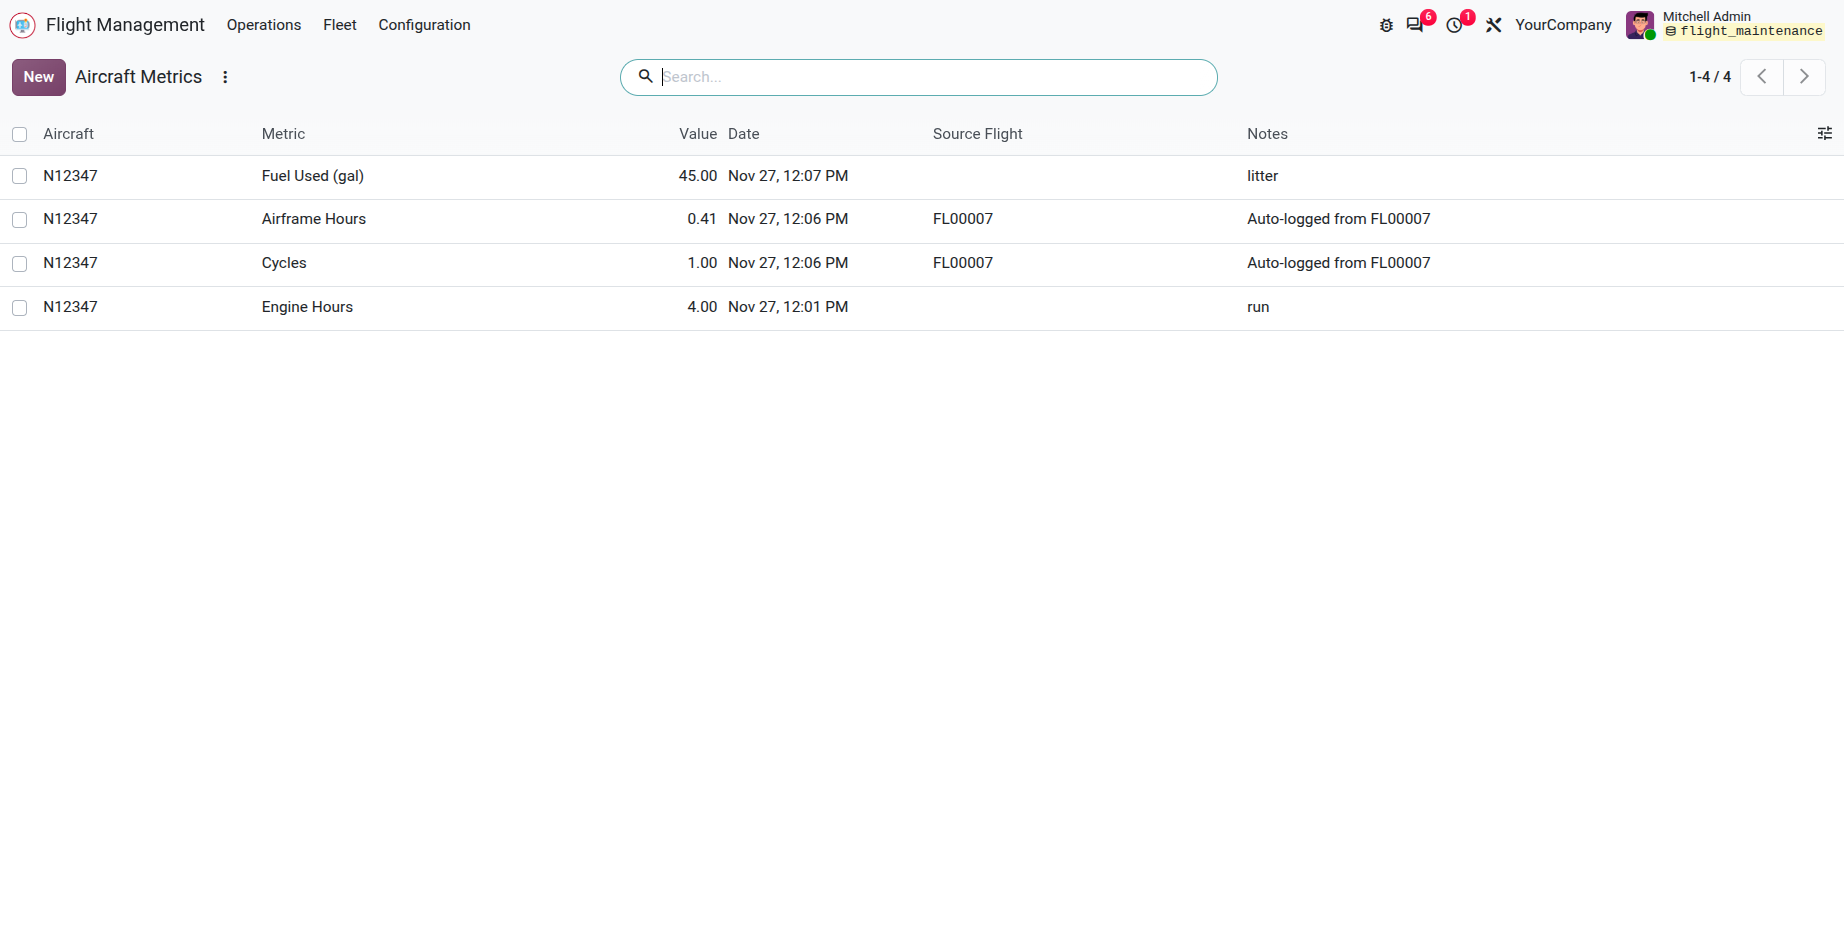 Flight Management Operations Fleet Configuration 6 1 YourCompany Mitchell Admin
flight_maintenance
New Aircraft Metrics Search... 1-4 / 4
Aircraft Metric Value Date Source Flight Notes
N12347 Fuel Used (gal) 45.00 Nov 27, 12:07 PM litter
N12347 Airframe Hours 0.41 Nov 27, 12:06 PM FL00007 Auto-logged from FL00007
N12347 Cycles 1.00 Nov 27, 12:06 PM FL00007 Auto-logged from FL00007
N12347 Engine Hours 4.00 Nov 27, 12:01 PM run